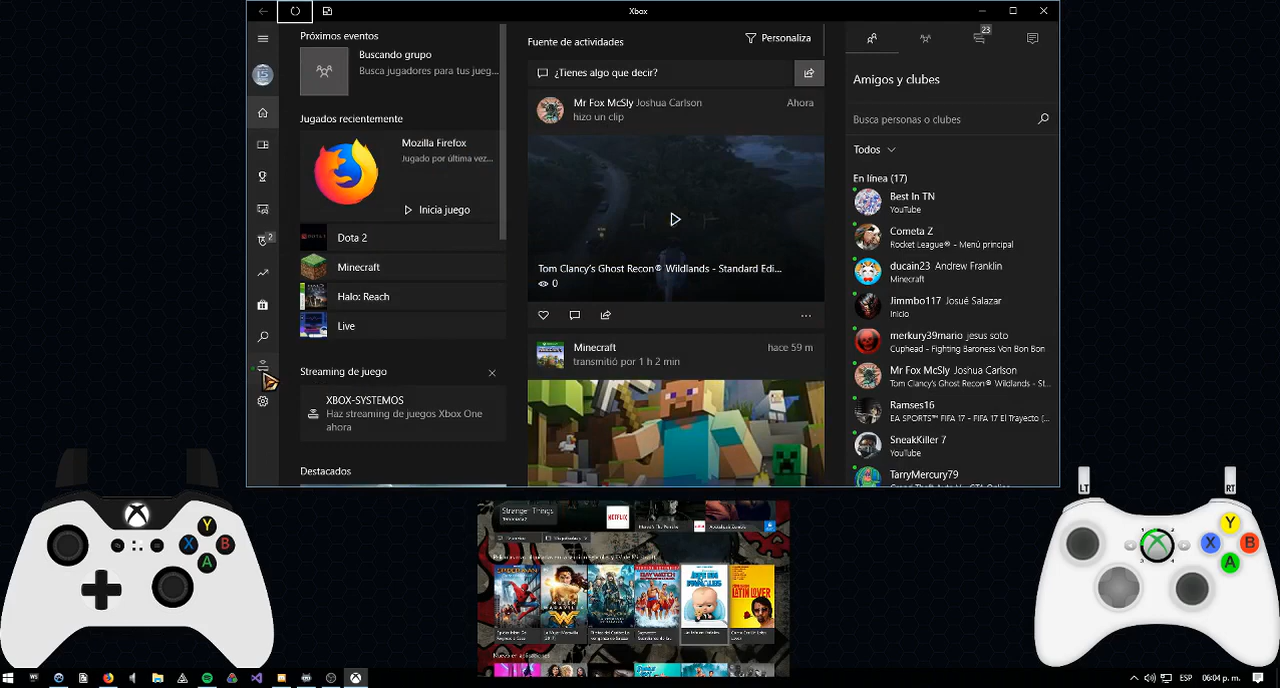 Xbox
Próximos eventos
Buscando grupo
Busca jugadores para tus jueg...
Jugados recientemente
Mozilla Firefox
Jugado por última vez...
Inicia juego
Dota 2
Minecraft
Halo: Reach
Live
2
Streaming de juego
XBOX-SYSTEMOS
Haz streaming de juegos Xbox One
ahora
Destacados
Fuente de actividades
Personaliza
¿Tienes algo que decir?
Mr Fox McSly Joshua Carlson
Ahora
hizo un clip
Tom Clancy's Ghost Recon® Wildlands - Standard Edi...
0
Minecraft
hace 59 m
transmitió por 1 h 2 min
23
Amigos y clubes
Busca personas o clubes
Todos
En línea (17)
Best In TN
YouTube
Cometa Z
Rocket League® - Menú principal
ducain23 Andrew Franklin
Minecraft
Jimmbo117 Josué Salazar
Inicio
merkury39mario jesus soto
Cuphead - Fighting Baroness Von Bon Bon
Mr Fox McSly Joshua Carlson
Tom Clancy's Ghost Recon® Wildlands - St...
Ramses16
EA SPORTS™ FIFA 17 - FIFA 17 El Trayecto (...
SneakKiller 7
YouTube
TarryMercury79
Y
X
B
A
Stranger Things
NETFLIX
LT
RT
Y
X
B
A
1
2
3
4
ESP
06:04 p. m.